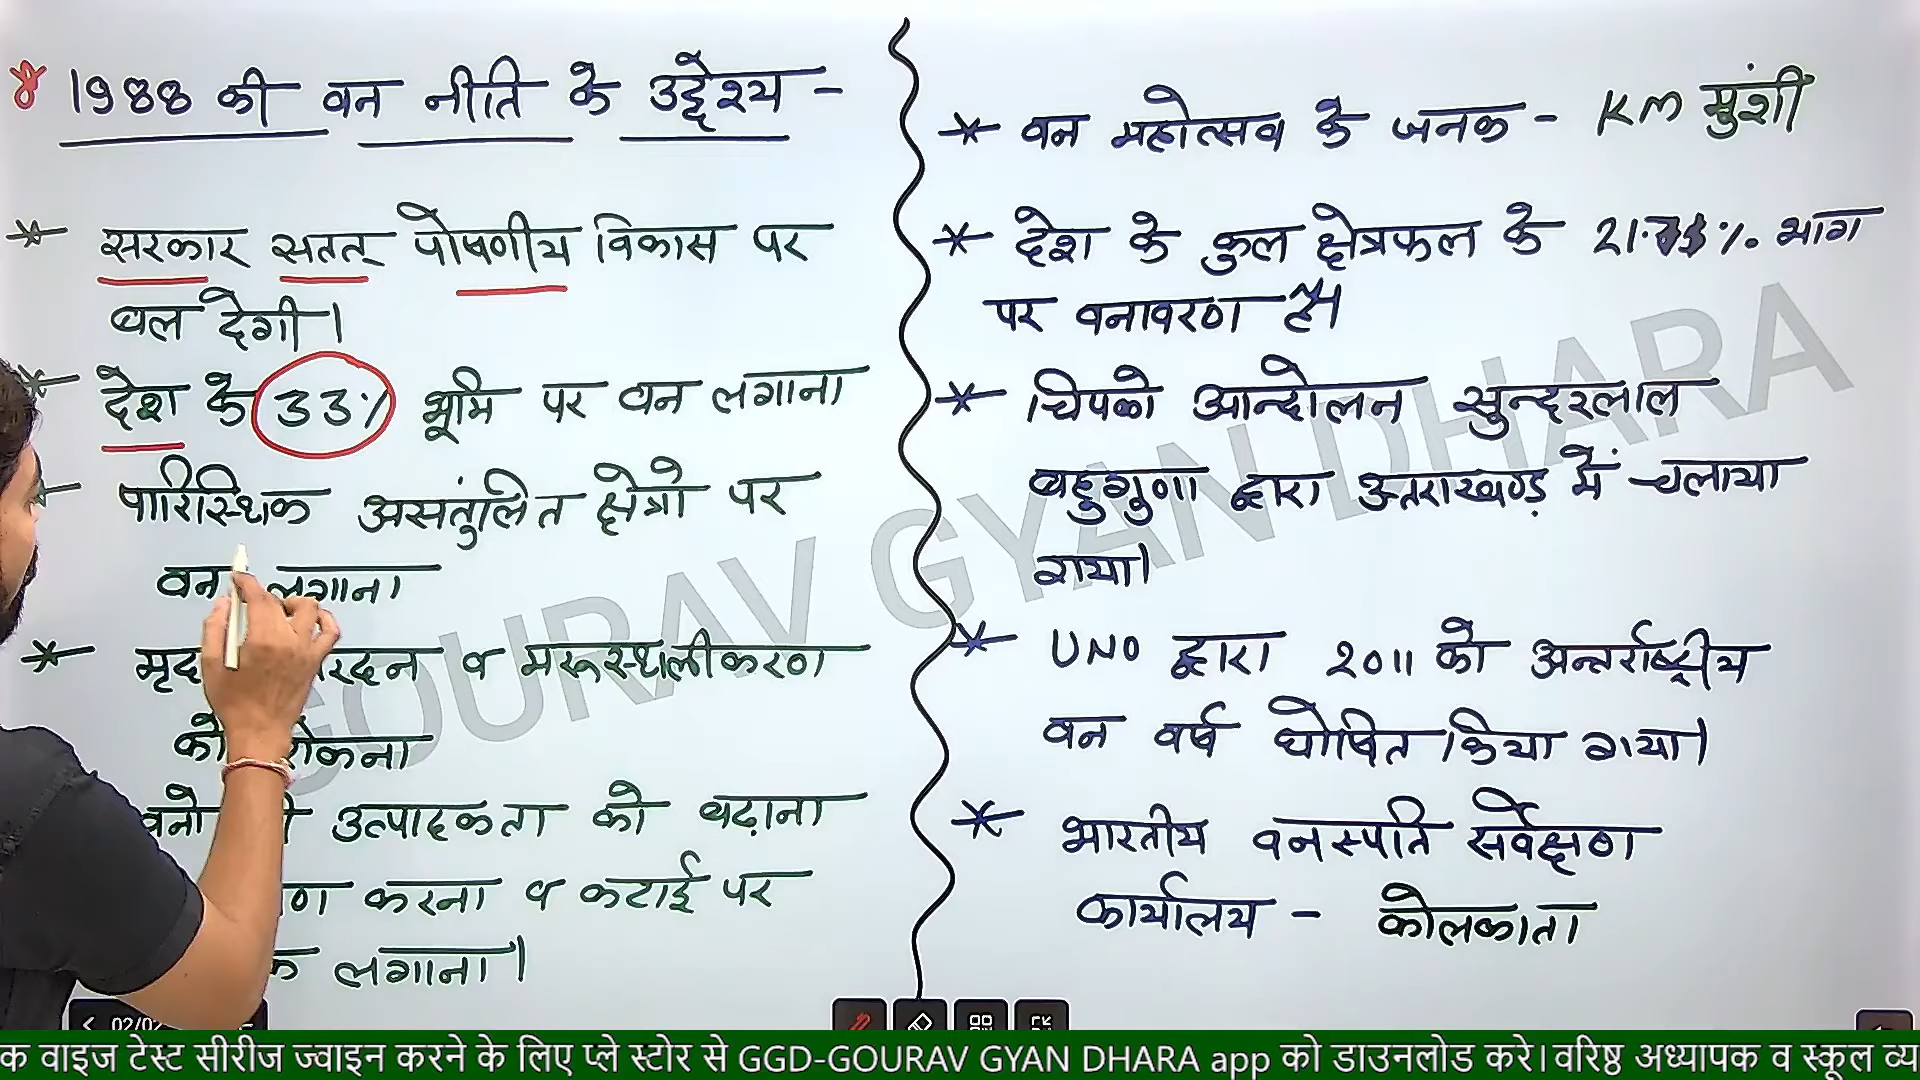 1988 की वन नीति के उद्देश्य -
* सरकार सतत् पोषणीय विकास पर
बल देगी।
* देश के 33% भूमि पर वन लगाना
पारिस्थिक असंतुलित क्षेत्रो पर
वन लगाना
* व मरूस्थलीकरण
को रोकना
वनो उत्पादकता को बढ़ाना
करना व कटाई पर
लगाना।
* वन महोत्सव के जनक - KM मुंशी
* देश के कुल क्षेत्रफल के 21.71% भाग
पर वनावरण है।
* चिपको आन्दोलन सुन्दरलाल
बहुगुणा द्वारा उत्तराखण्ड में चलाया
गया।
* UNO द्वारा 2011 को अन्तर्राष्ट्रीय
वन वर्ष घोषित किया गया।
* भारतीय वनस्पति सर्वेक्षण
कार्यालय - कोलकाता
GOURAV GYAN DHARA
02/02
क वाइज टेस्ट सीरीज ज्वाइन करने के लिए प्ले स्टोर से GGD-GOURAV GYAN DHARA app को डाउनलोड करे। वरिष्ठ अध्यापक व स्कूल व्या